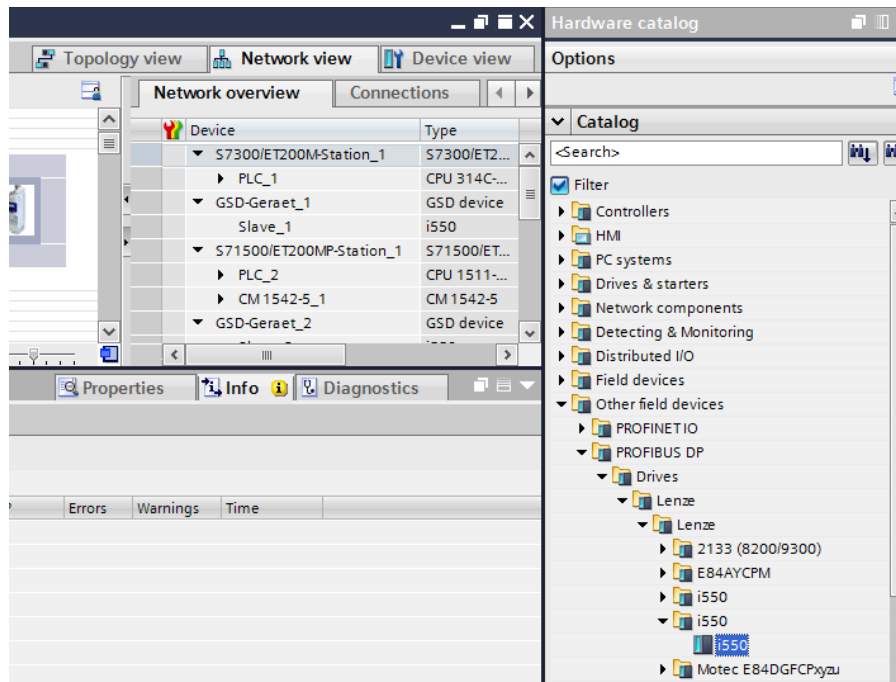 Hardware catalog
Topology view
Network view
Device view
Options
Network overview
Connections
Catalog
Device
Type
<Search>
S7300/ET200M-Station_1
S7300/ET2...
Filter
PLC_1
CPU 314C-...
GSD-Geraet_1
GSD device
Slave_1
i550
S71500/ET200MP-Station_1
S71500/ET...
PLC_2
CPU 1511-...
CM 1542-5_1
CM 1542-5
GSD-Geraet_2
GSD device
Properties
Info
Diagnostics
Errors
Warnings
Time
Controllers
HMI
PC systems
Drives & starters
Network components
Detecting & Monitoring
Distributed I/O
Field devices
Other field devices
PROFINET IO
PROFIBUS DP
Drives
Lenze
Lenze
2133 (8200/9300)
E84AYCPM
i550
i550
i550
Motec E84DGFCPxyzu